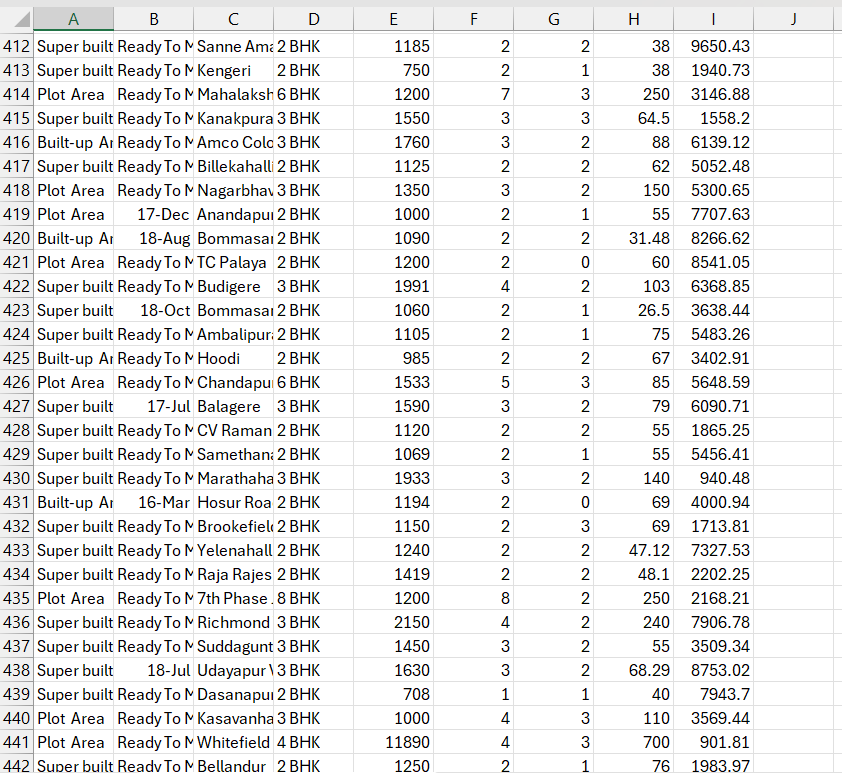 A B C D E F G H I J
412 Super built Ready To M Sanne Ama 2 BHK 1185 2 2 38 9650.43
413 Super built Ready To M Kengeri 2 BHK 750 2 1 38 1940.73
414 Plot Area Ready To M Mahalaksh 6 BHK 1200 7 3 250 3146.88
415 Super built Ready To M Kanakpura 3 BHK 1550 3 3 64.5 1558.2
416 Built-up Ar Ready To M Amco Colo 3 BHK 1760 3 2 88 6139.12
417 Super built Ready To M Billekahalli 2 BHK 1125 2 2 62 5052.48
418 Plot Area Ready To M Nagarbhav 3 BHK 1350 3 2 150 5300.65
419 Plot Area 17-Dec Anandapur 2 BHK 1000 2 1 55 7707.63
420 Built-up Ar 18-Aug Bommasan 2 BHK 1090 2 2 31.48 8266.62
421 Plot Area Ready To M TC Palaya 2 BHK 1200 2 0 60 8541.05
422 Super built Ready To M Budigere 3 BHK 1991 4 2 103 6368.85
423 Super built 18-Oct Bommasan 2 BHK 1060 2 1 26.5 3638.44
424 Super built Ready To M Ambalipura 2 BHK 1105 2 1 75 5483.26
425 Built-up Ar Ready To M Hoodi 2 BHK 985 2 2 67 3402.91
426 Plot Area Ready To M Chandapur 6 BHK 1533 5 3 85 5648.59
427 Super built 17-Jul Balagere 3 BHK 1590 3 2 79 6090.71
428 Super built Ready To M CV Raman 2 BHK 1120 2 2 55 1865.25
429 Super built Ready To M Samethana 2 BHK 1069 2 1 55 5456.41
430 Super built Ready To M Marathaha 3 BHK 1933 3 2 140 940.48
431 Built-up Ar 16-Mar Hosur Roa 2 BHK 1194 2 0 69 4000.94
432 Super built Ready To M Brookefield 2 BHK 1150 2 3 69 1713.81
433 Super built Ready To M Yelenahall 2 BHK 1240 2 2 47.12 7327.53
434 Super built Ready To M Raja Rajes 2 BHK 1419 2 2 48.1 2202.25
435 Plot Area Ready To M 7th Phase 8 BHK 1200 8 2 250 2168.21
436 Super built Ready To M Richmond 3 BHK 2150 4 2 240 7906.78
437 Super built Ready To M Suddagunt 3 BHK 1450 3 2 55 3509.34
438 Super built 18-Jul Udayapur V 3 BHK 1630 3 2 68.29 8753.02
439 Super built Ready To M Dasanapur 2 BHK 708 1 1 40 7943.7
440 Plot Area Ready To M Kasavanha 3 BHK 1000 4 3 110 3569.44
441 Plot Area Ready To M Whitefield 4 BHK 11890 4 3 700 901.81
442 Super built Ready To M Bellandur 2 BHK 1250 2 1 76 1983.97